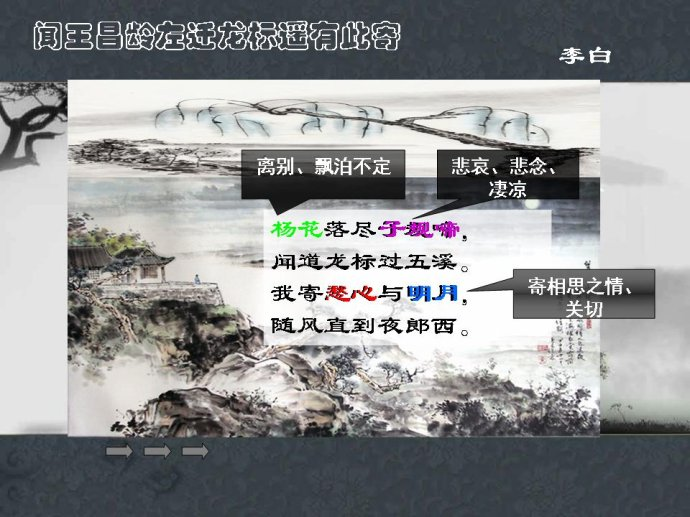 闻王昌龄左迁龙标遥有此寄
李白
离别、飘泊不定
悲哀、悲念、
凄凉
杨花落尽子规啼，
闻道龙标过五溪。
我寄愁心与明月，
随风直到夜郎西。
寄相思之情、
关切